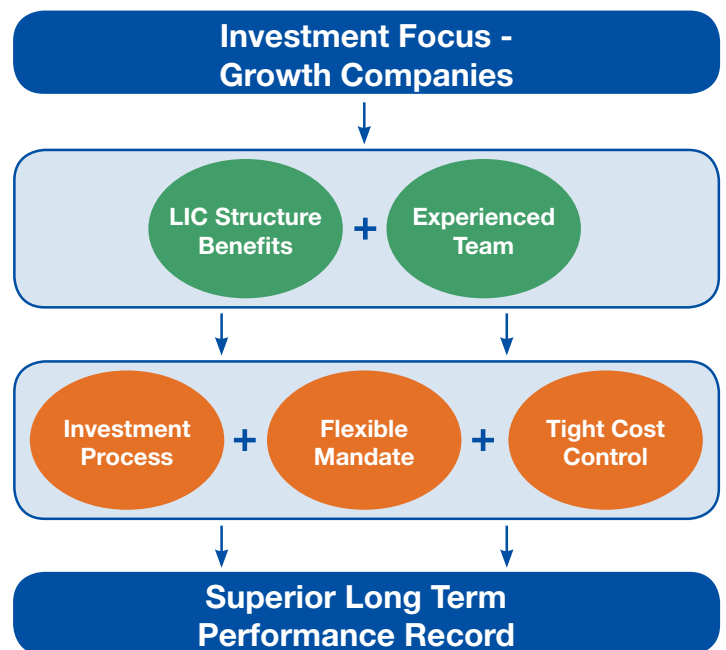 Investment Focus -
Growth Companies
LIC Structure
Benefits
+
Experienced
Team
Investment
Process
+
Flexible
Mandate
+
Tight Cost
Control
Superior Long Term
Performance Record